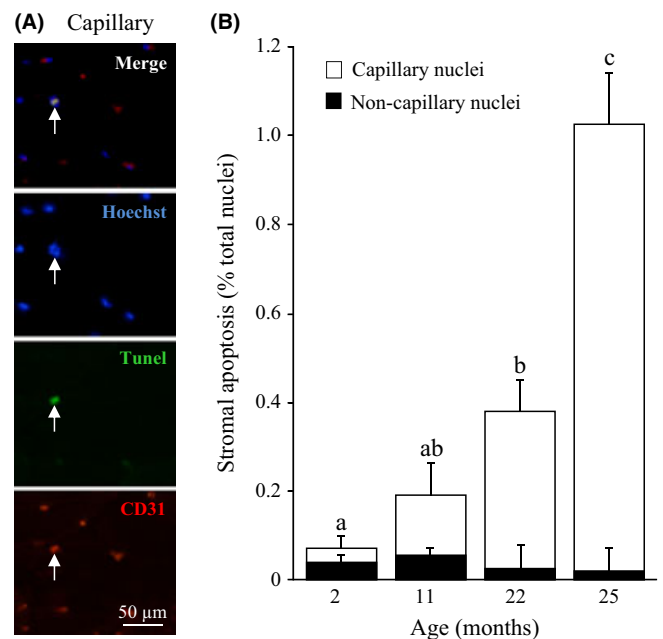 (A) Capillary
Merge
Hoechst
Tunel
CD31
50 µm
(B)
Capillary nuclei
Non-capillary nuclei
Stromal apoptosis (% total nuclei)
1.2
1.0
0.8
0.6
0.4
0.2
0
a
ab
b
c
2 11 22 25
Age (months)